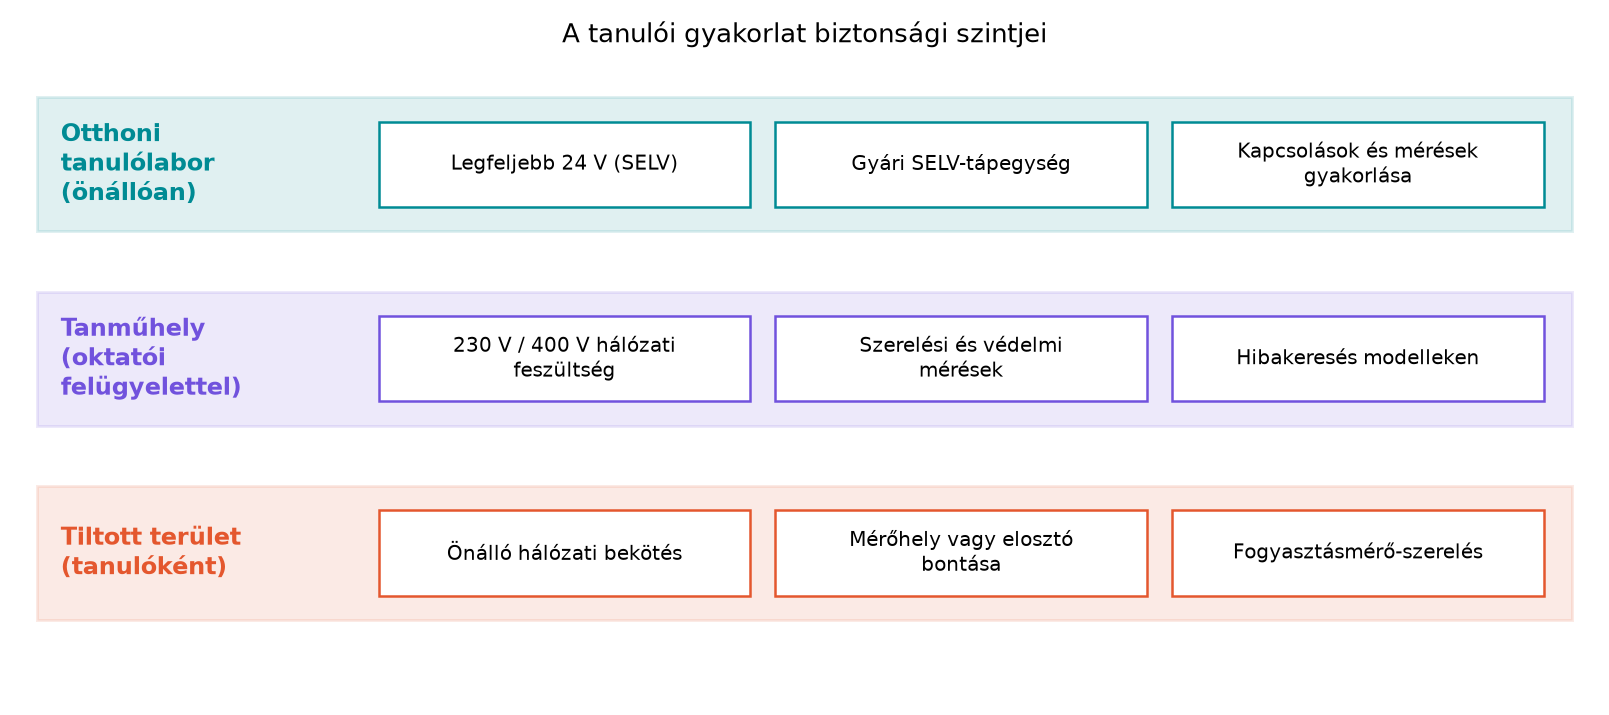 A tanulói gyakorlat biztonsági szintjei
Otthoni
tanulólabor
(önállóan)
Legfeljebb 24 V (SELV)
Gyári SELV-tápegység
Kapcsolások és mérések
gyakorlása
Tanműhely
(oktatói
felügyelettel)
230 V / 400 V hálózati
feszültség
Szerelési és védelmi
mérések
Hibakeresés modelleken
Tiltott terület
(tanulóként)
Önálló hálózati bekötés
Mérőhely vagy elosztó
bontása
Fogyasztásmérő-szerelés